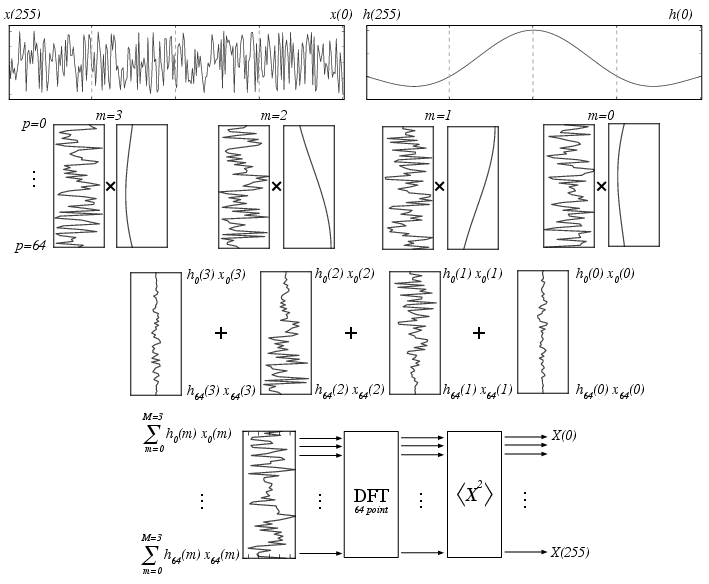 x(255) x(0) h(255) h(0)
m=3 m=2 m=1 m=0
p=0
⋮
× × × ×
p=64
h₀(3) x₀(3) h₀(2) x₀(2) h₀(1) x₀(1) h₀(0) x₀(0)
+ + +
h₆₄(3) x₆₄(3) h₆₄(2) x₆₄(2) h₆₄(1) x₆₄(1) h₆₄(0) x₆₄(0)
M=3
∑ h₀(m) x₀(m) X(0)
m=0
⋮ ⋮ DFT ⋮ ⟨X²⟩ ⋮
64 point
M=3
∑ h₆₄(m) x₆₄(m) X(255)
m=0